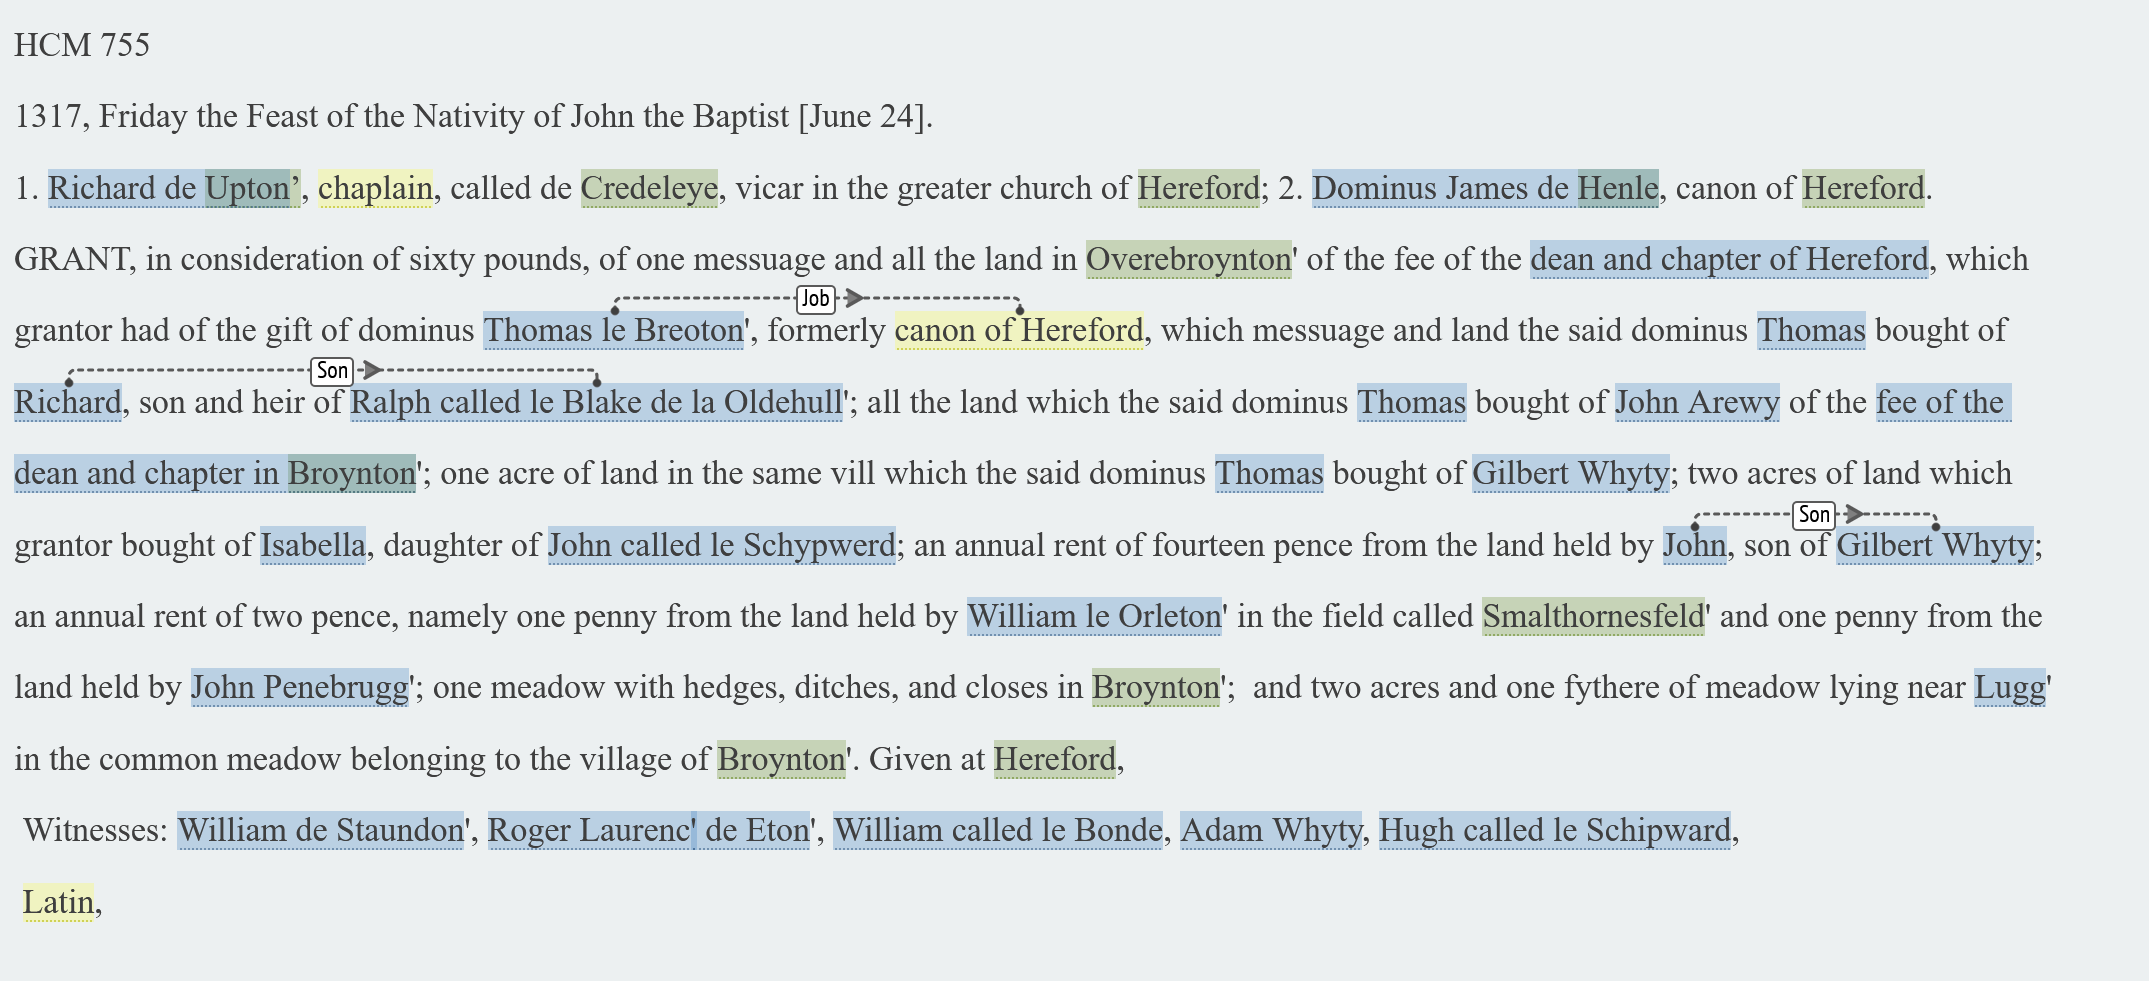 HCM 755
1317, Friday the Feast of the Nativity of John the Baptist [June 24].
1. Richard de Upton’, chaplain, called de Credeleye, vicar in the greater church of Hereford; 2. Dominus James de Henle, canon of Hereford.
GRANT, in consideration of sixty pounds, of one messuage and all the land in Overebroynton' of the fee of the dean and chapter of Hereford, which
Job
grantor had of the gift of dominus Thomas le Breoton', formerly canon of Hereford, which messuage and land the said dominus Thomas bought of
Son
Richard, son and heir of Ralph called le Blake de la Oldehull'; all the land which the said dominus Thomas bought of John Arewy of the fee of the
dean and chapter in Broynton'; one acre of land in the same vill which the said dominus Thomas bought of Gilbert Whyty; two acres of land which
Son
grantor bought of Isabella, daughter of John called le Schypwerd; an annual rent of fourteen pence from the land held by John, son of Gilbert Whyty;
an annual rent of two pence, namely one penny from the land held by William le Orleton' in the field called Smalthornesfeld' and one penny from the
land held by John Penebrugg'; one meadow with hedges, ditches, and closes in Broynton';  and two acres and one fythere of meadow lying near Lugg'
in the common meadow belonging to the village of Broynton'. Given at Hereford,
Witnesses: William de Staundon', Roger Laurenc' de Eton', William called le Bonde, Adam Whyty, Hugh called le Schipward,
Latin,